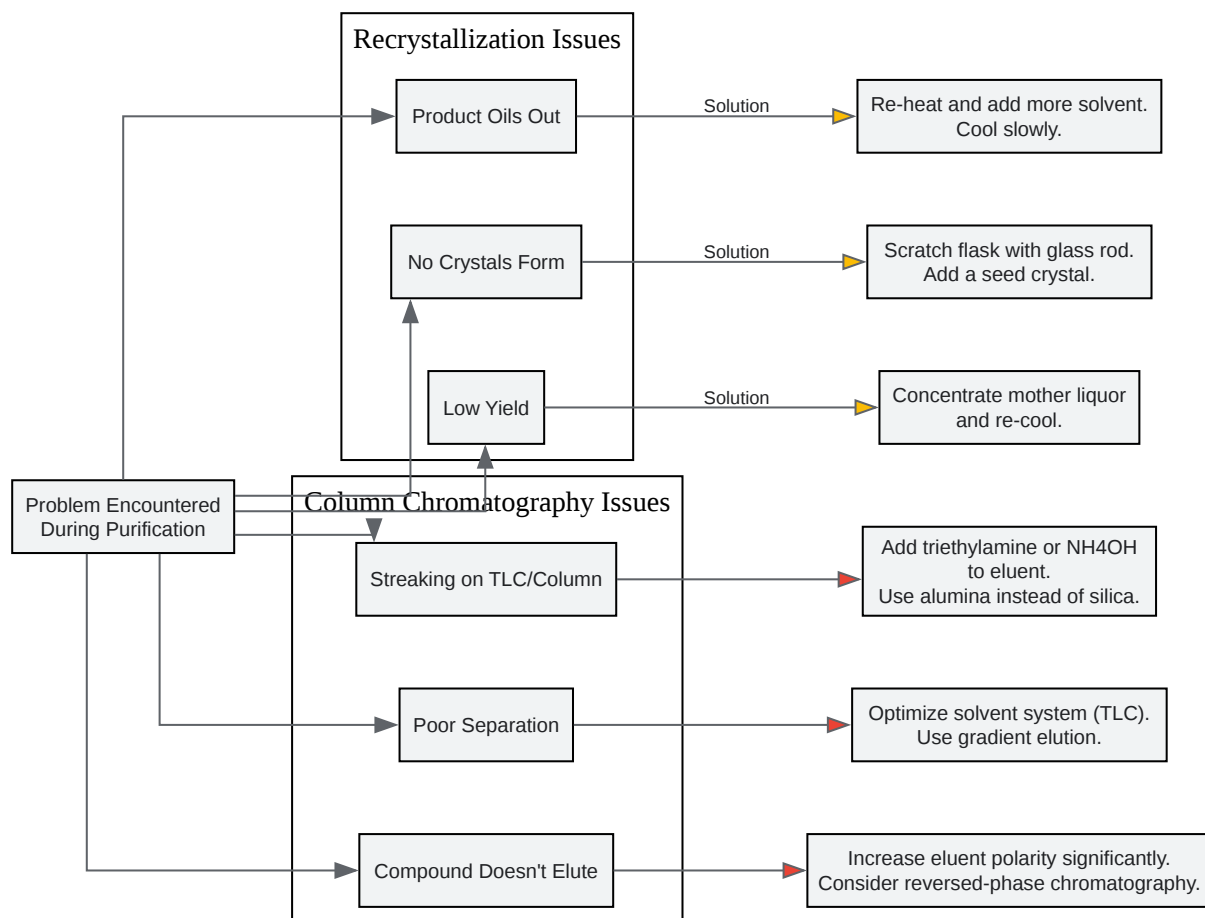 Recrystallization Issues
Product Oils Out
Solution
Re-heat and add more solvent.
Cool slowly.
No Crystals Form
Solution
Scratch flask with glass rod.
Add a seed crystal.
Low Yield
Solution
Concentrate mother liquor
and re-cool.
Problem Encountered
During Purification
Column Chromatography Issues
Streaking on TLC/Column
Add triethylamine or NH4OH
to eluent.
Use alumina instead of silica.
Poor Separation
Optimize solvent system (TLC).
Use gradient elution.
Compound Doesn't Elute
Increase eluent polarity significantly.
Consider reversed-phase chromatography.